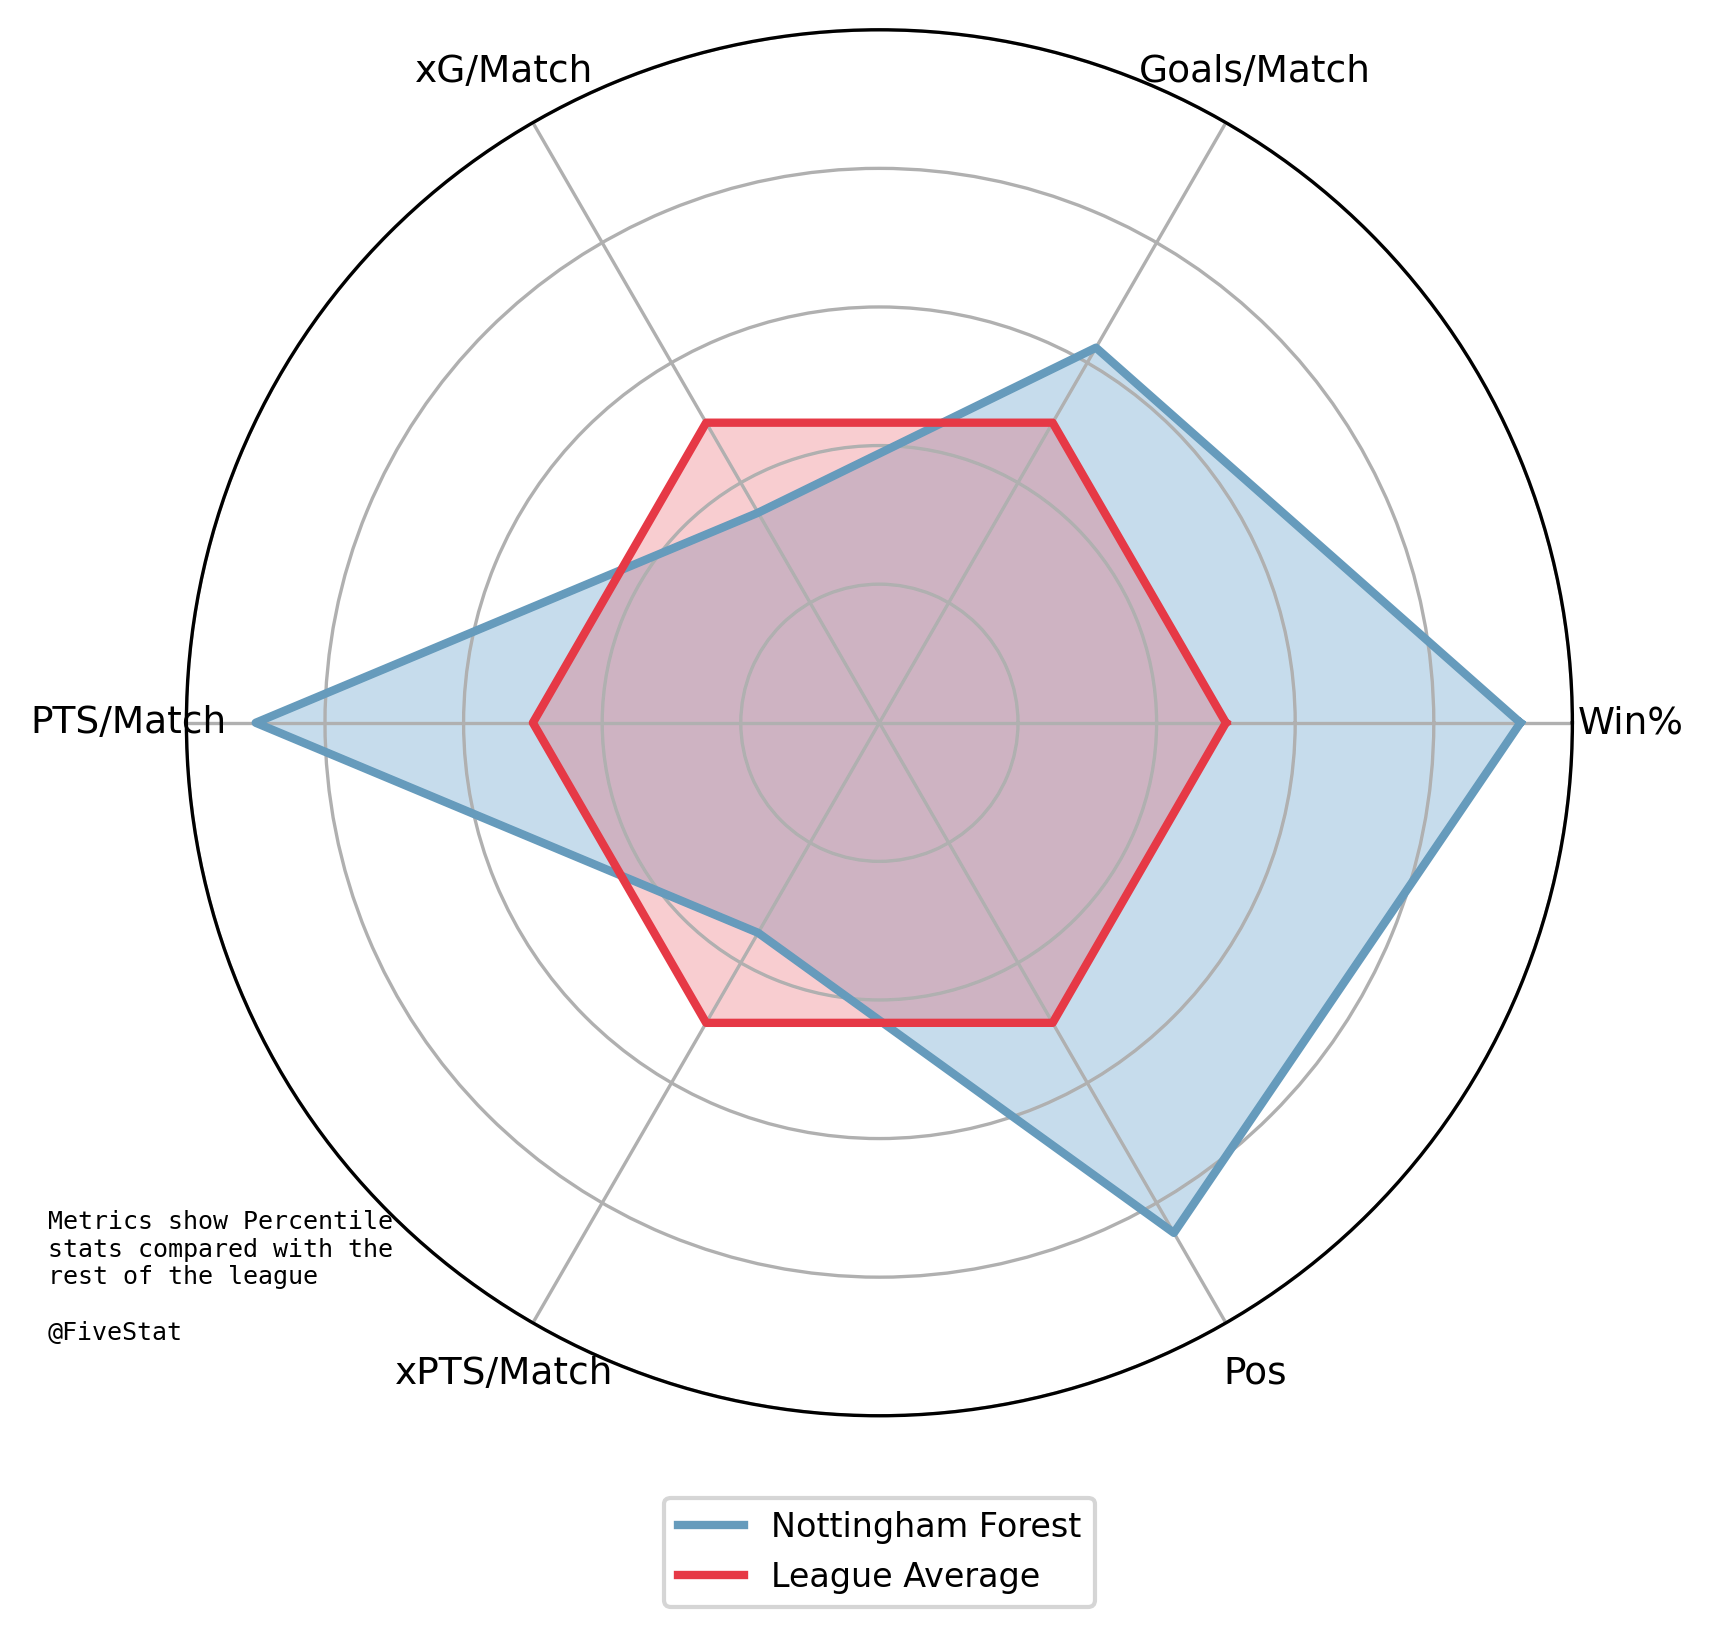 xG/Match
Goals/Match
PTS/Match
Win%
Metrics show Percentile
stats compared with the
rest of the league
@FiveStat
xPTS/Match
Pos
Nottingham Forest
League Average